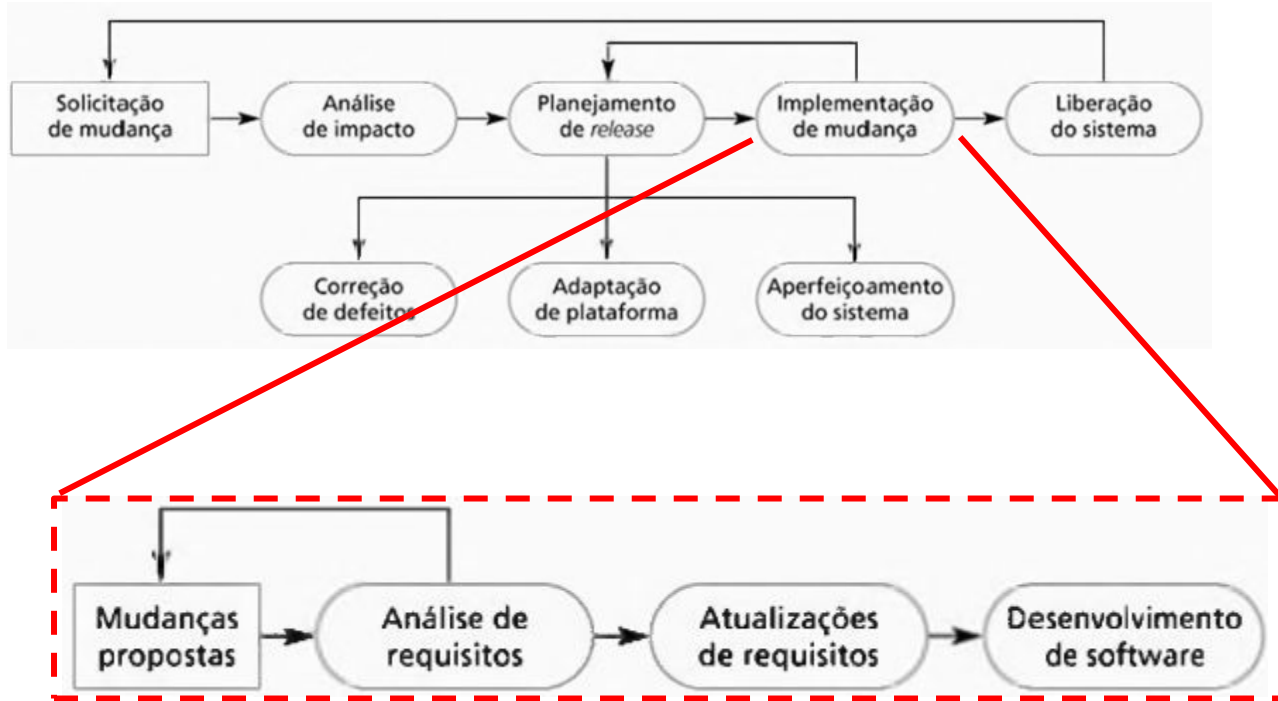 Solicitação
de mudança
Análise
de impacto
Planejamento
de release
Implementação
de mudança
Liberação
do sistema
Correção
de defeitos
Adaptação
de plataforma
Aperfeiçoamento
do sistema
Mudanças
propostas
Análise de
requisitos
Atualizações
de requisitos
Desenvolvimento
de software